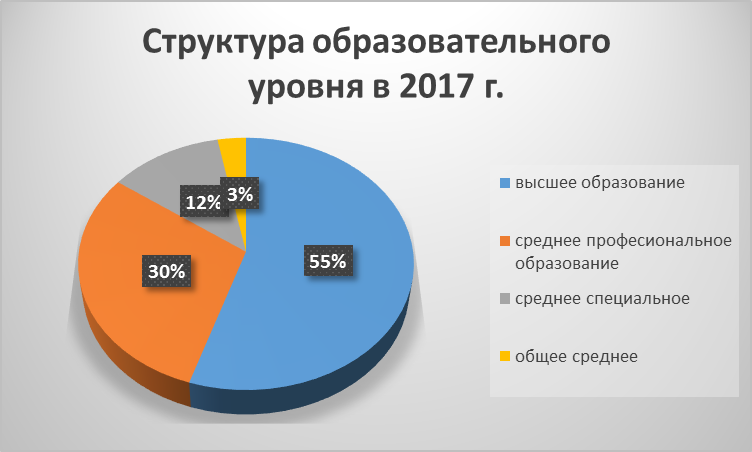 Структура образовательного
уровня в 2017 г.
12%
3%
30%
55%
высшее образование
среднее професиональное
образование
среднее специальное
общее среднее